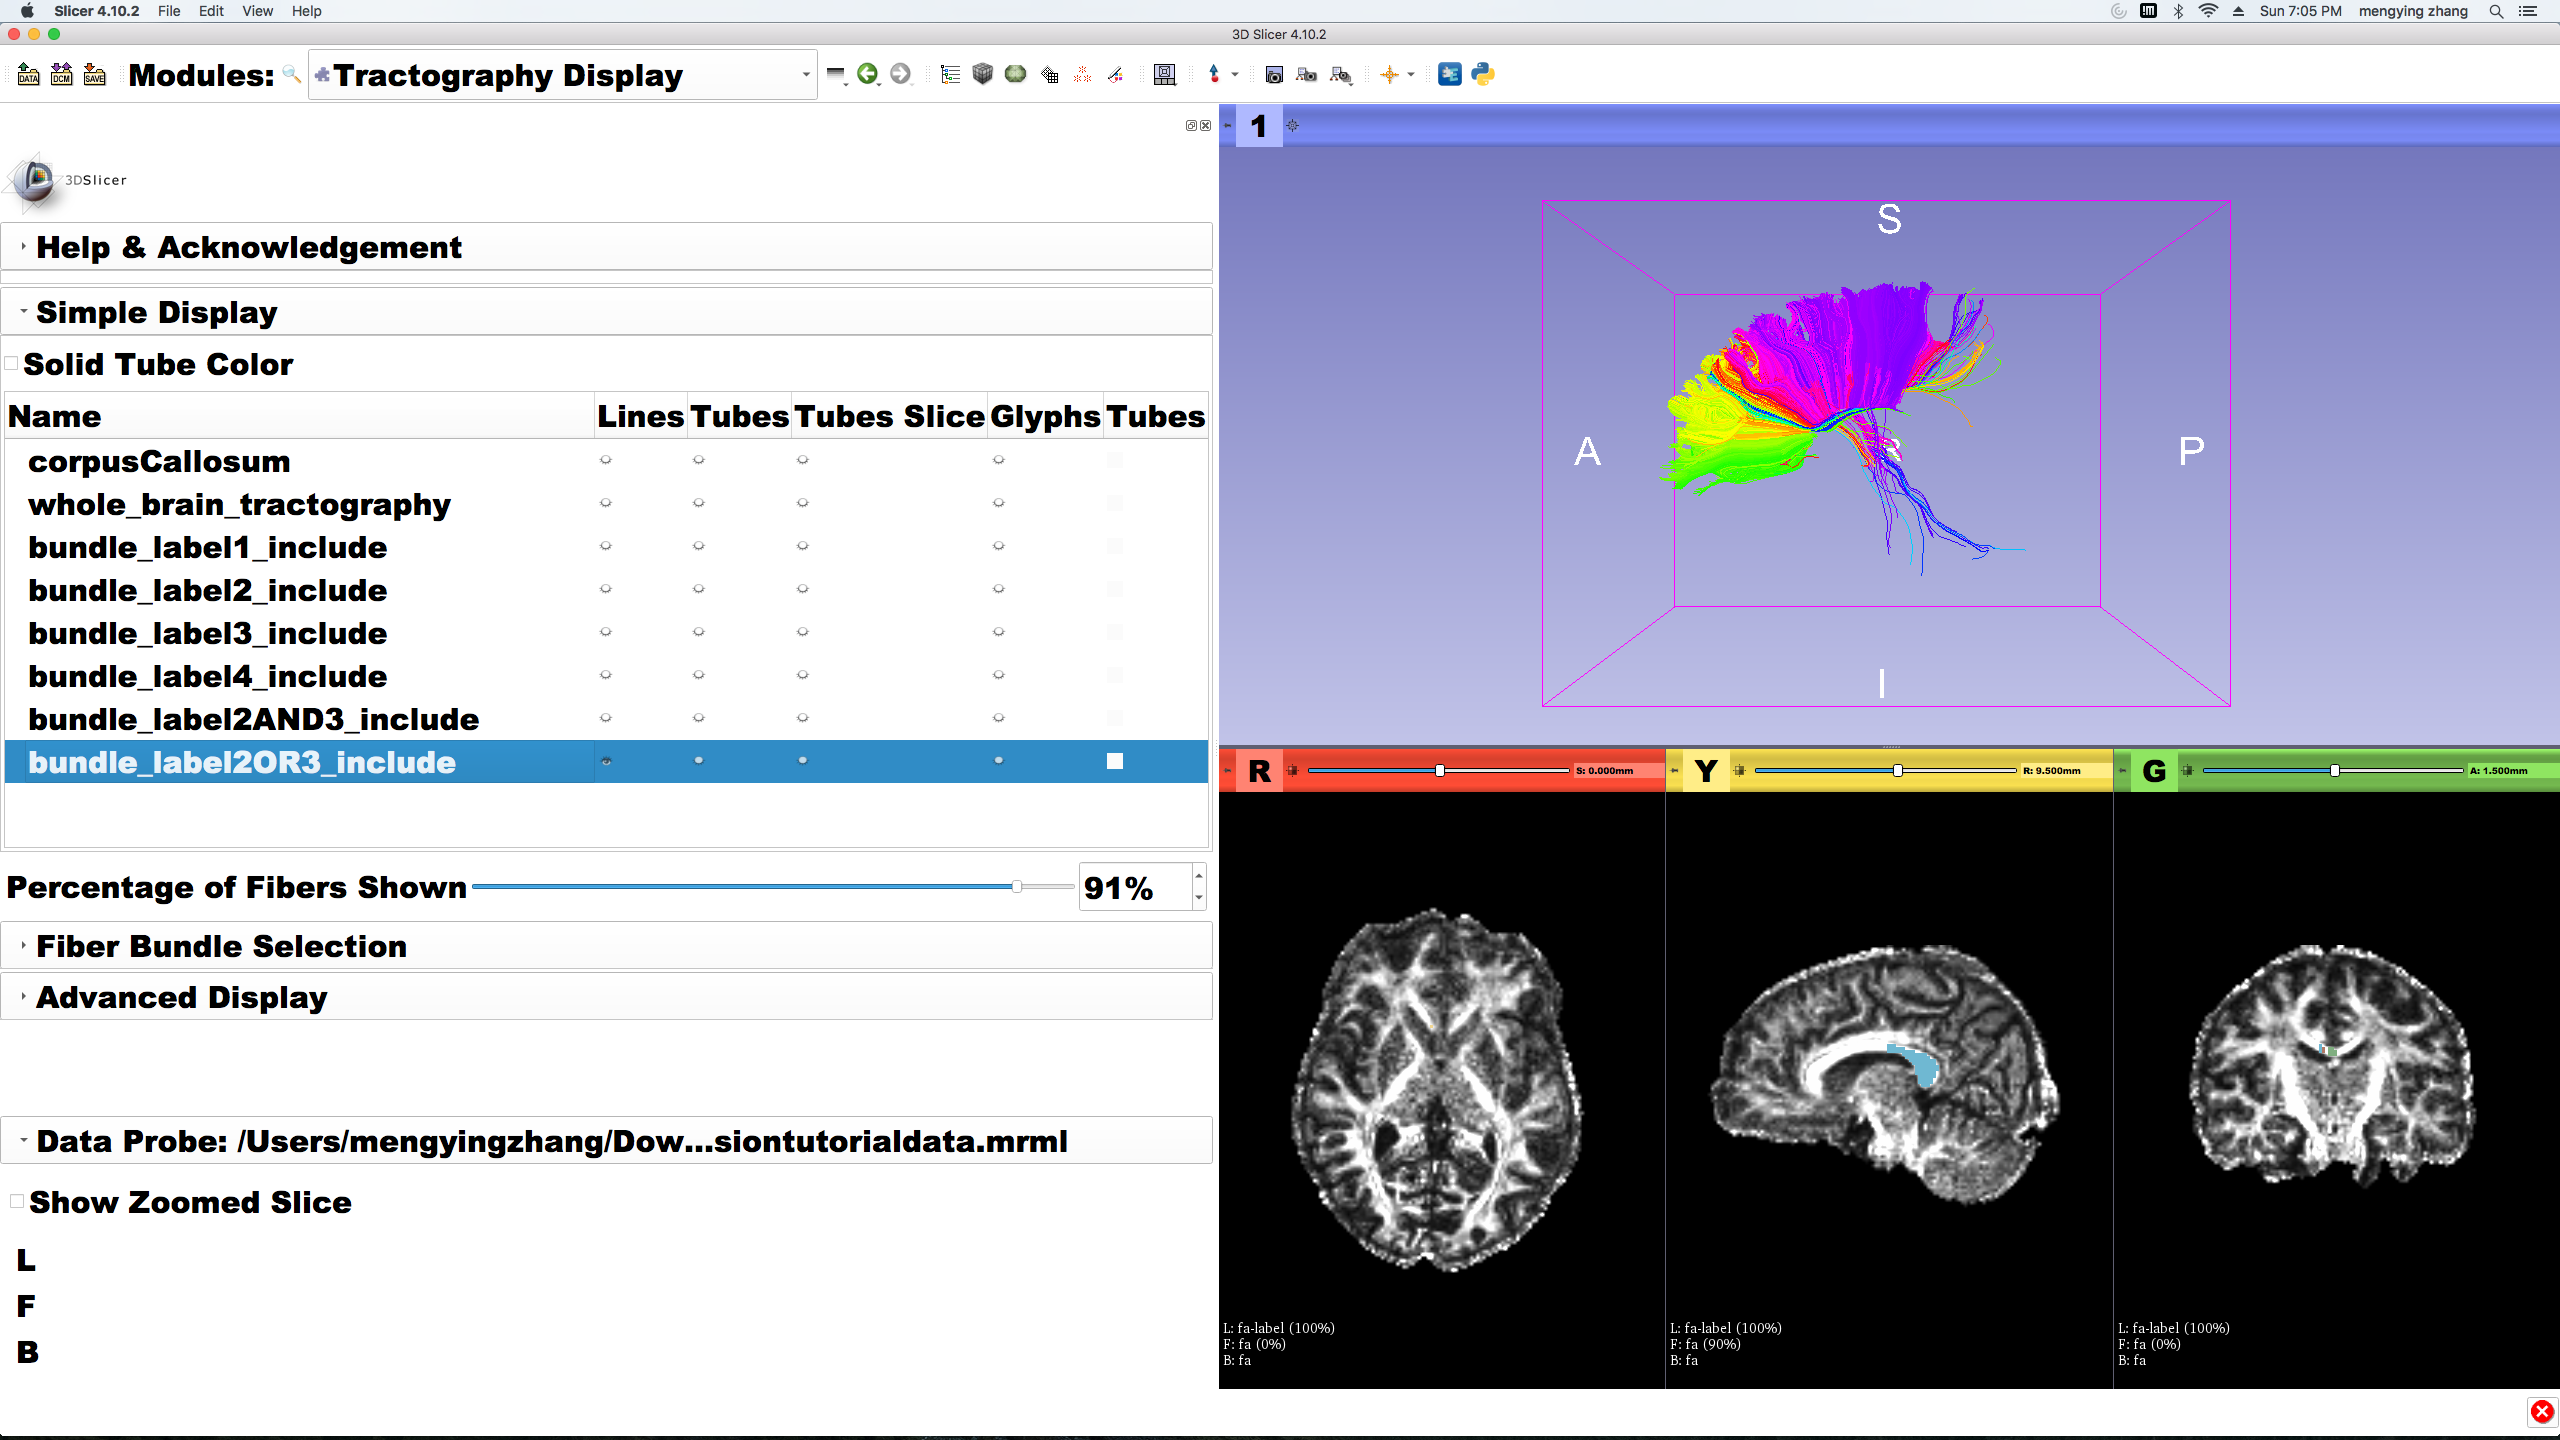 Slicer 4.10.2 File Edit View Help Sun 7:05 PM mengying zhang
3D Slicer 4.10.2
DATA DCM SAVE Modules: Tractography Display
1
3DSlicer
Help & Acknowledgement
Simple Display
Solid Tube Color
Name Lines Tubes Tubes Slice Glyphs Tubes
corpusCallosum
whole_brain_tractography
bundle_label1_include
bundle_label2_include
bundle_label3_include
bundle_label4_include
bundle_label2AND3_include
bundle_label2OR3_include
Percentage of Fibers Shown 91%
Fiber Bundle Selection
Advanced Display
Data Probe: /Users/mengyingzhang/Dow...siontutorialdata.mrml
Show Zoomed Slice
L
F
B
S
A R P
I
R S: 0.000mm
Y R: 9.500mm
G A: 1.500mm
L: fa-label (100%)
F: fa (0%)
B: fa
L: fa-label (100%)
F: fa (90%)
B: fa
L: fa-label (100%)
F: fa (0%)
B: fa